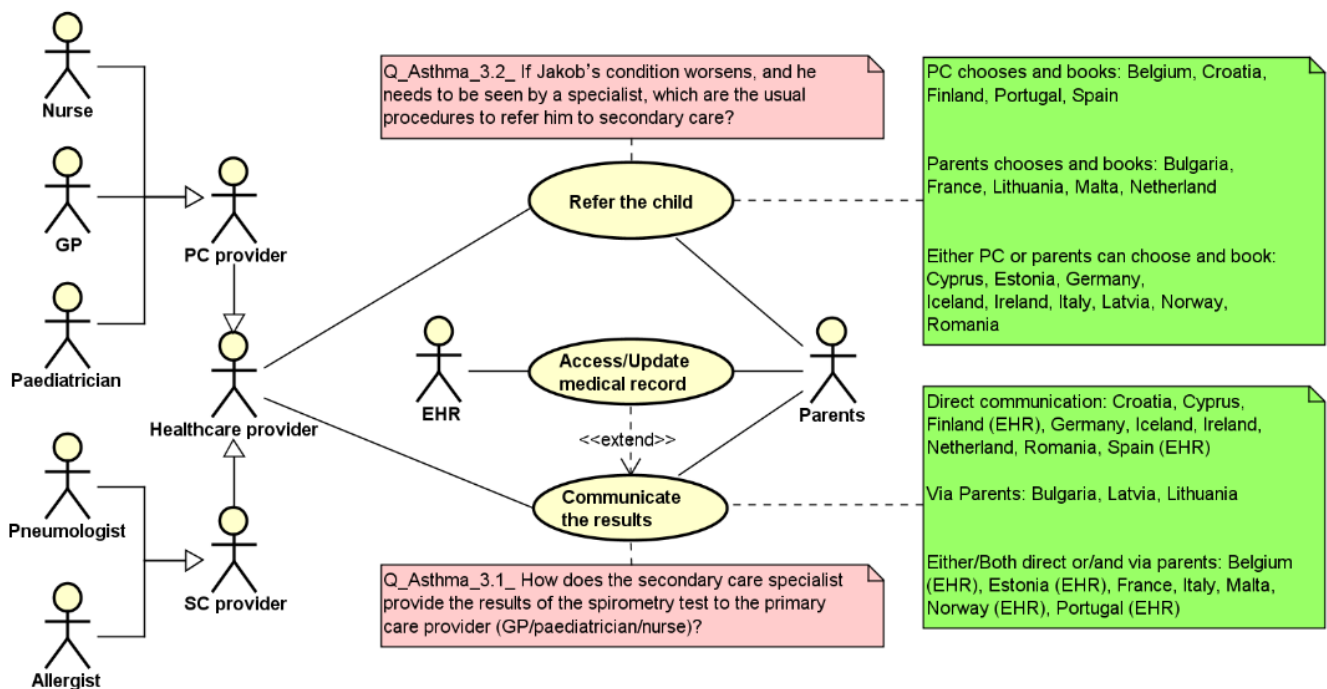 Nurse
GP
Paediatrician
PC provider
Healthcare provider
Pneumologist
SC provider
Allergist
Q_Asthma_3.2_ If Jakob's condition worsens, and he
needs to be seen by a specialist, which are the usual
procedures to refer him to secondary care?
Refer the child
EHR
Access/Update
medical record
Parents
<<extend>>
Communicate
the results
Q_Asthma_3.1_ How does the secondary care specialist
provide the results of the spirometry test to the primary
care provider (GP/paediatrician/nurse)?
PC chooses and books: Belgium, Croatia,
Finland, Portugal, Spain
Parents chooses and books: Bulgaria,
France, Lithuania, Malta, Netherland
Either PC or parents can choose and book:
Cyprus, Estonia, Germany,
Iceland, Ireland, Italy, Latvia, Norway,
Romania
Direct communication: Croatia, Cyprus,
Finland (EHR), Germany, Iceland, Ireland,
Netherland, Romania, Spain (EHR)
Via Parents: Bulgaria, Latvia, Lithuania
Either/Both direct or/and via parents: Belgium
(EHR), Estonia (EHR), France, Italy, Malta,
Norway (EHR), Portugal (EHR)